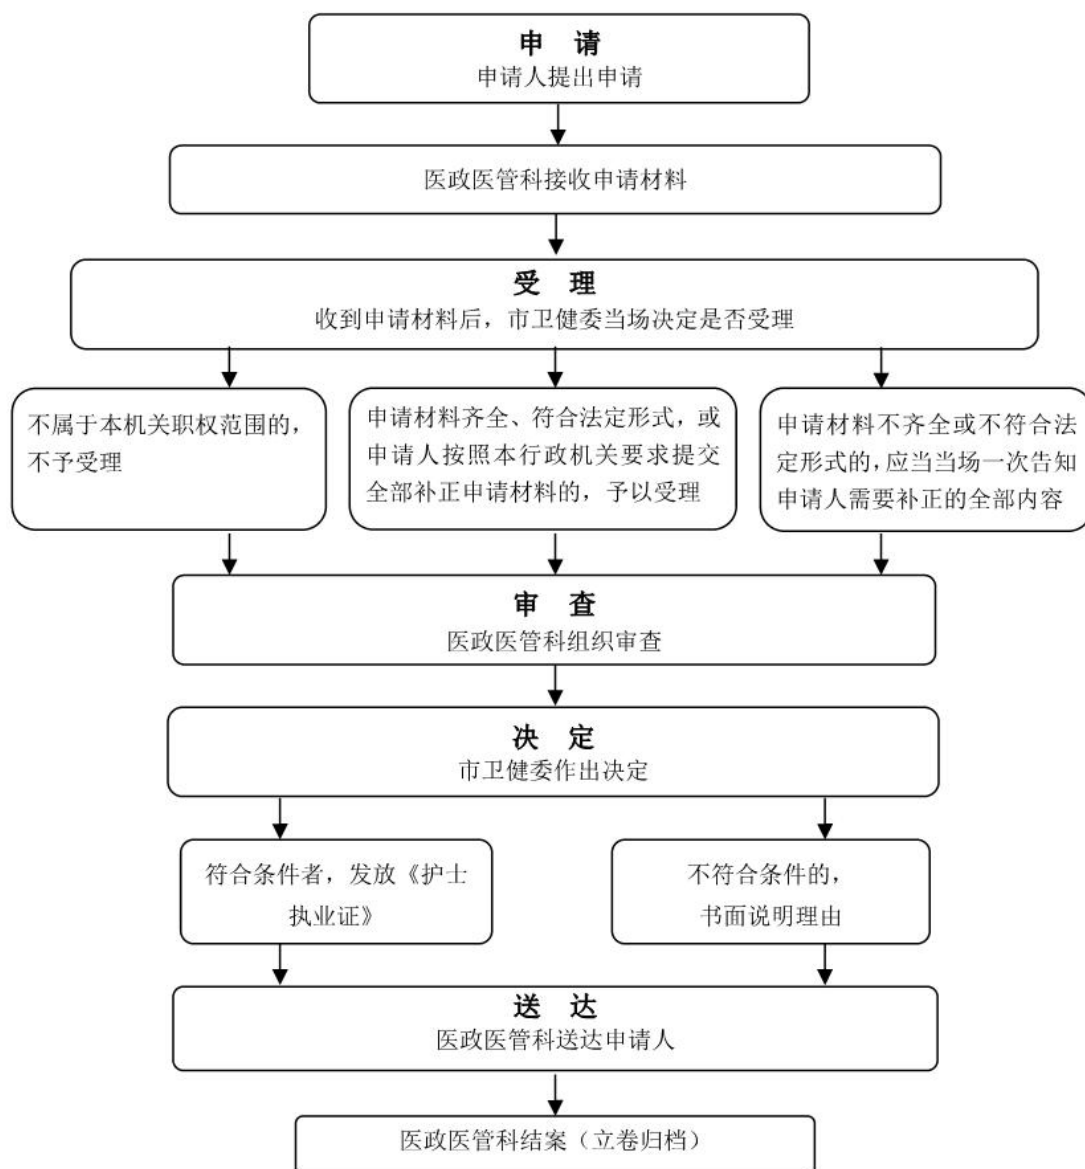 申 请
申请人提出申请
医政医管科接收申请材料
受 理
收到申请材料后，市卫健委当场决定是否受理
不属于本机关职权范围的，
不予受理
申请材料齐全、符合法定形式，或
申请人按照本行政机关要求提交
全部补正申请材料的，予以受理
申请材料不齐全或不符合法
定形式的，应当当场一次告知
申请人需要补正的全部内容
审 查
医政医管科组织审查
决 定
市卫健委作出决定
符合条件者，发放《护士
执业证》
不符合条件的，
书面说明理由
送 达
医政医管科送达申请人
医政医管科结案（立卷归档）